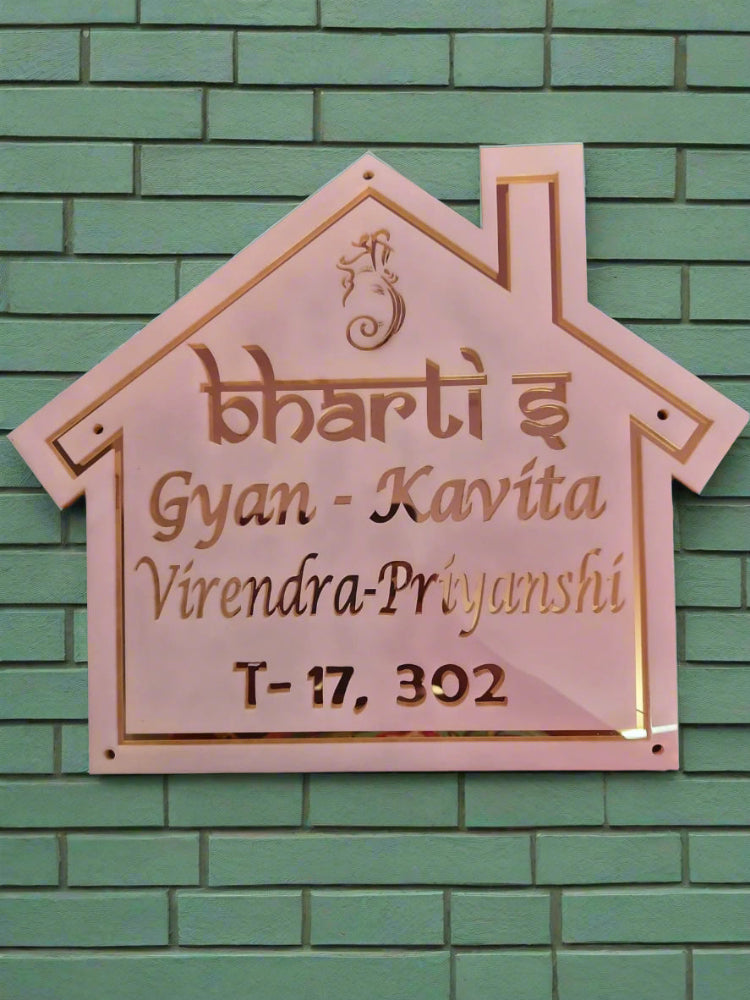 श्री
bharti s
Gyan - Kavita
Virendra-Priyanshi
T- 17, 302